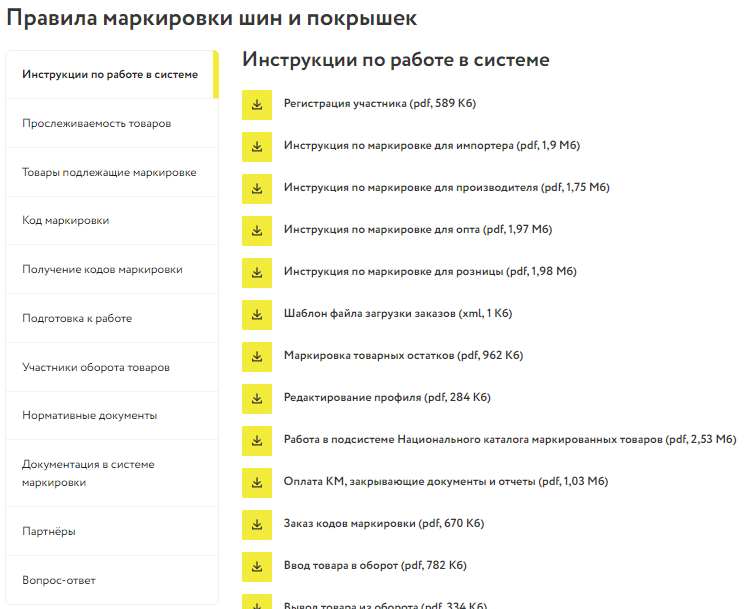 Правила маркировки шин и покрышек
Инструкции по работе в системе
Прослеживаемость товаров
Товары подлежащие маркировке
Код маркировки
Получение кодов маркировки
Подготовка к работе
Участники оборота товаров
Нормативные документы
Документация в системе
маркировки
Партнёры
Вопрос-ответ
Инструкции по работе в системе
Регистрация участника (pdf, 589 Кб)
Инструкция по маркировке для импортера (pdf, 1,9 Мб)
Инструкция по маркировке для производителя (pdf, 1,75 Мб)
Инструкция по маркировке для опта (pdf, 1,97 Мб)
Инструкция по маркировке для розницы (pdf, 1,98 Мб)
Шаблон файла загрузки заказов (xml, 1 Кб)
Маркировка товарных остатков (pdf, 962 Кб)
Редактирование профиля (pdf, 284 Кб)
Работа в подсистеме Национального каталога маркированных товаров (pdf, 2,53 Мб)
Оплата КМ, закрывающие документы и отчеты (pdf, 1,03 Мб)
Заказ кодов маркировки (pdf, 670 Кб)
Ввод товара в оборот (pdf, 782 Кб)
Вывод товара из оборота (pdf, 334 Кб)